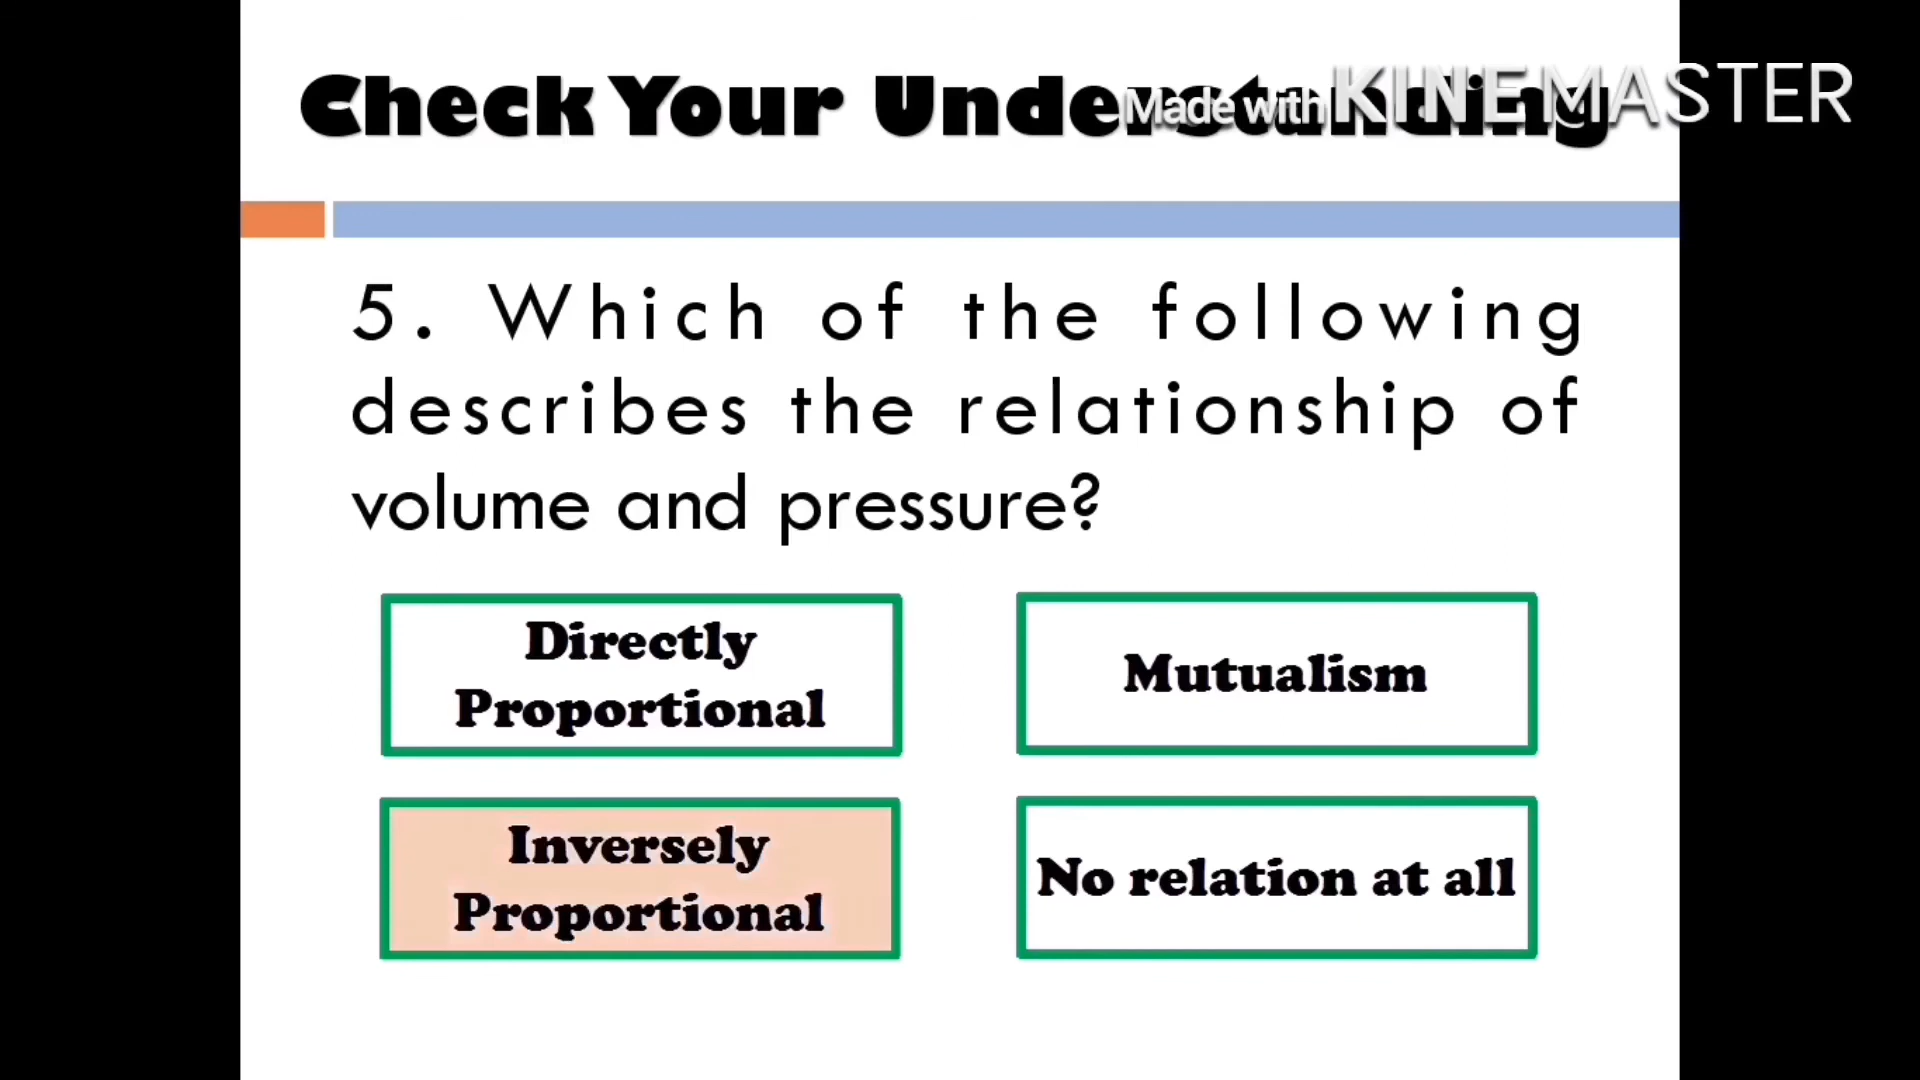 Check Your Understanding
Made with KINEMASTER
5. Which of the following
describes the relationship of
volume and pressure?
Directly
Proportional
Mutualism
Inversely
Proportional
No relation at all